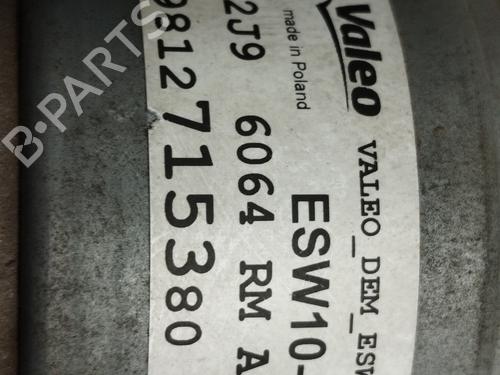 Valeo
made in Poland
VALEO_DEM_ESW
ESW10-
2J9 6064 RM A
9812715380
B-PARTS